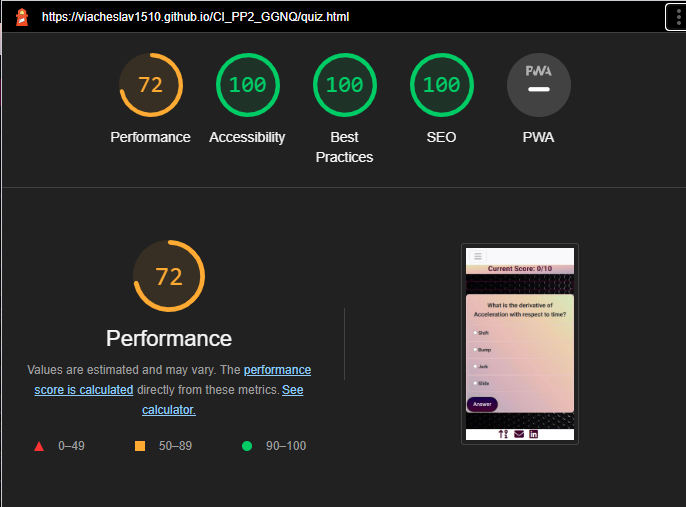 https://viacheslav1510.github.io/CI_PP2_GGNQ/quiz.html
72
100
100
100
PWA
Performance
Accessibility
Best
Practices
SEO
PWA
72
Performance
Values are estimated and may vary. The performance
score is calculated directly from these metrics. See
calculator.
0–49
50–89
90–100
Current Score: 0/10
What is the derivative of
Acceleration with respect to time?
Shift
Bump
Jerk
Slide
Answer